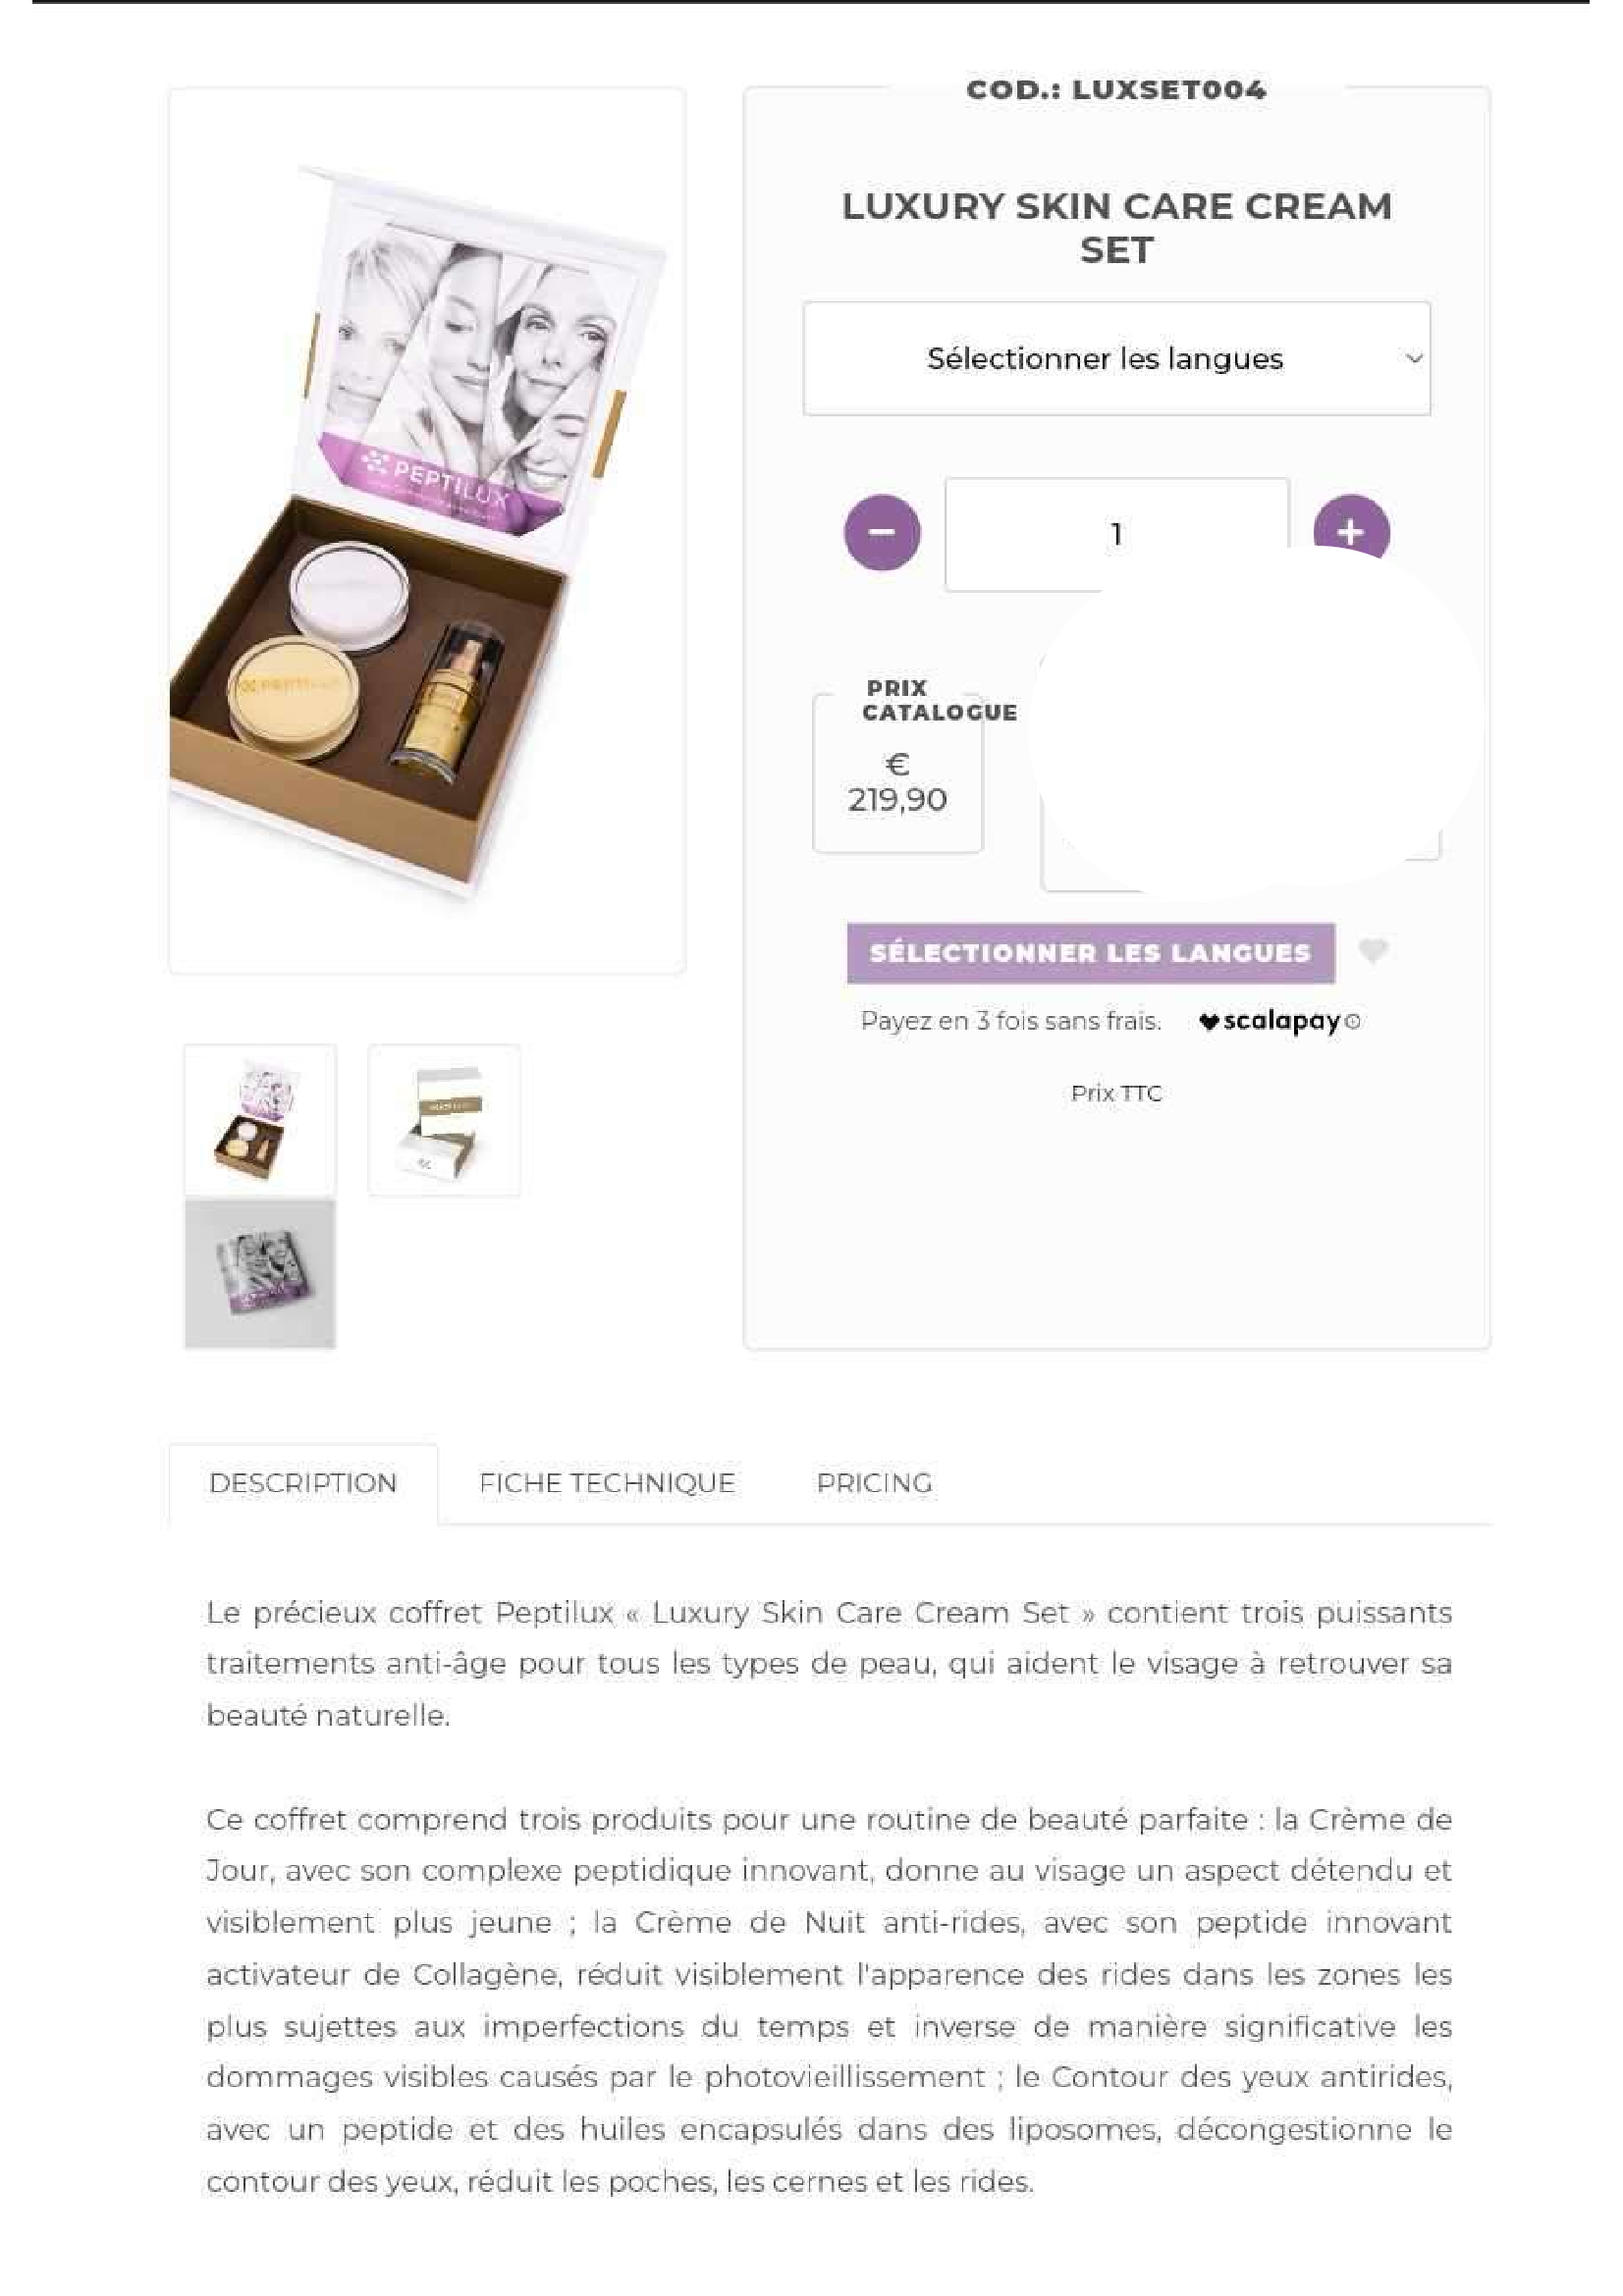 COD.: LUXSET004
LUXURY SKIN CARE CREAM
SET
Sélectionner les langues
1
PRIX
CATALOGUE
€
219,90
SÉLECTIONNER LES LANGUES
Payez en 3 fois sans frais.
scalapay
Prix TTC
PEPTILUX
DESCRIPTION
FICHE TECHNIQUE
PRICING
Le précieux coffret Peptilux « Luxury Skin Care Cream Set » contient trois puissants
traitements anti-âge pour tous les types de peau, qui aident le visage à retrouver sa
beauté naturelle.
Ce coffret comprend trois produits pour une routine de beauté parfaite : la Crème de
Jour, avec son complexe peptidique innovant, donne au visage un aspect détendu et
visiblement plus jeune ; la Crème de Nuit anti-rides, avec son peptide innovant
activateur de Collagène, réduit visiblement l'apparence des rides dans les zones les
plus sujettes aux imperfections du temps et inverse de manière significative les
dommages visibles causés par le photovieillissement ; le Contour des yeux antirides,
avec un peptide et des huiles encapsulés dans des liposomes, décongestionne le
contour des yeux, réduit les poches, les cernes et les rides.